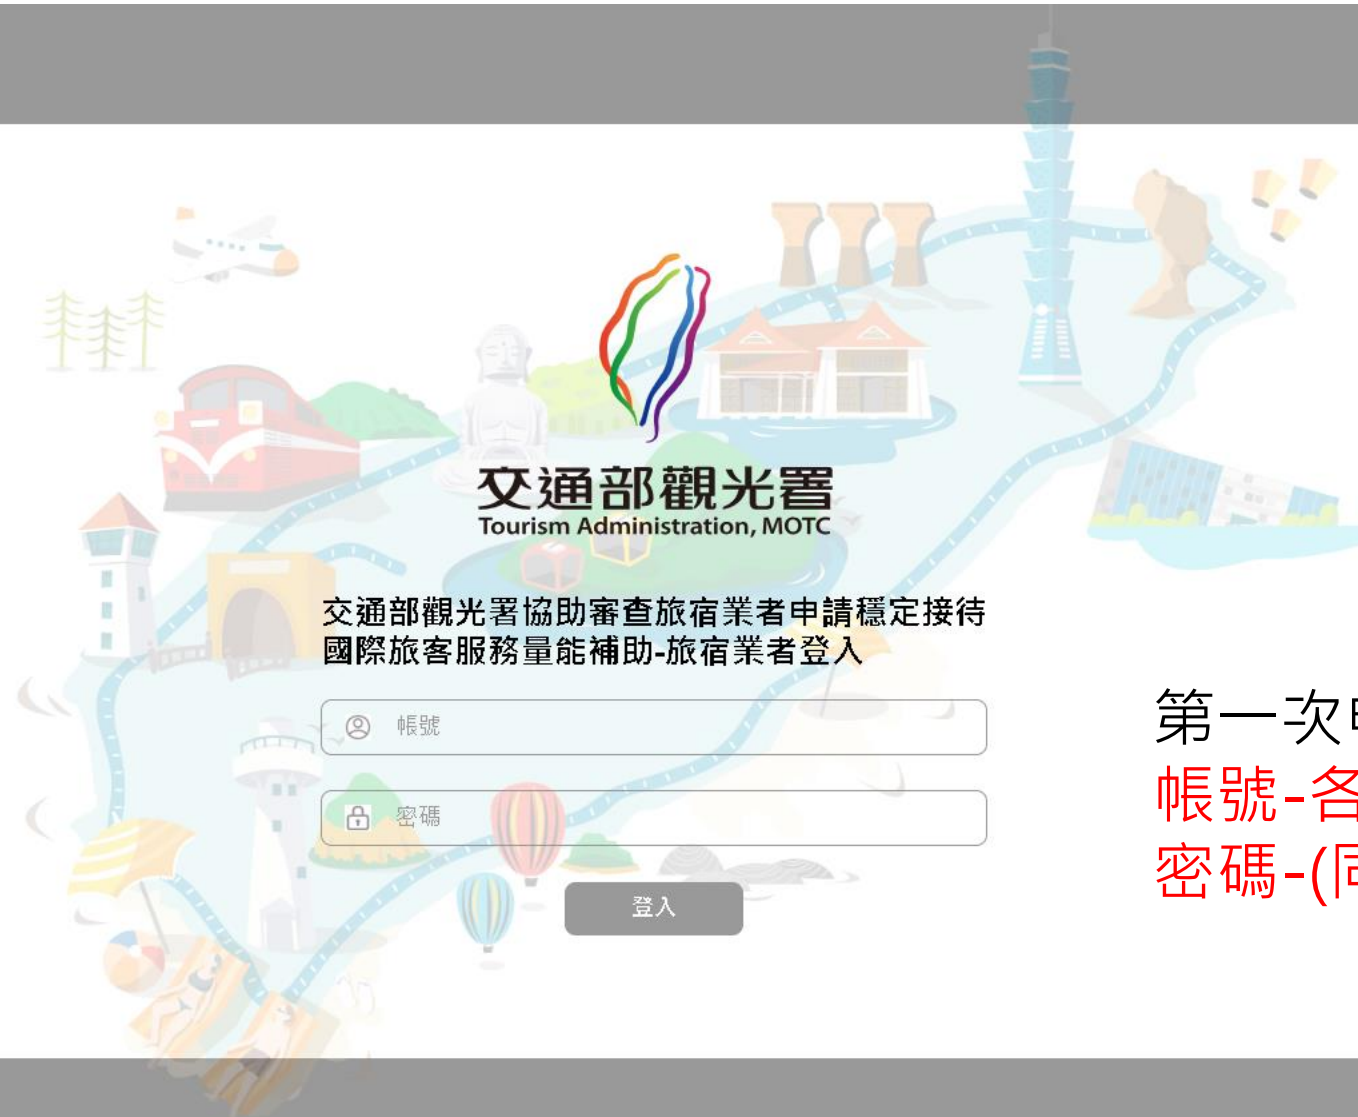 交通部觀光署
Tourism Administration, MOTC
交通部觀光署協助審查旅宿業者申請穩定接待
國際旅客服務量能補助-旅宿業者登入
帳號
密碼
登入
第一次
帳號-各
密碼-(同